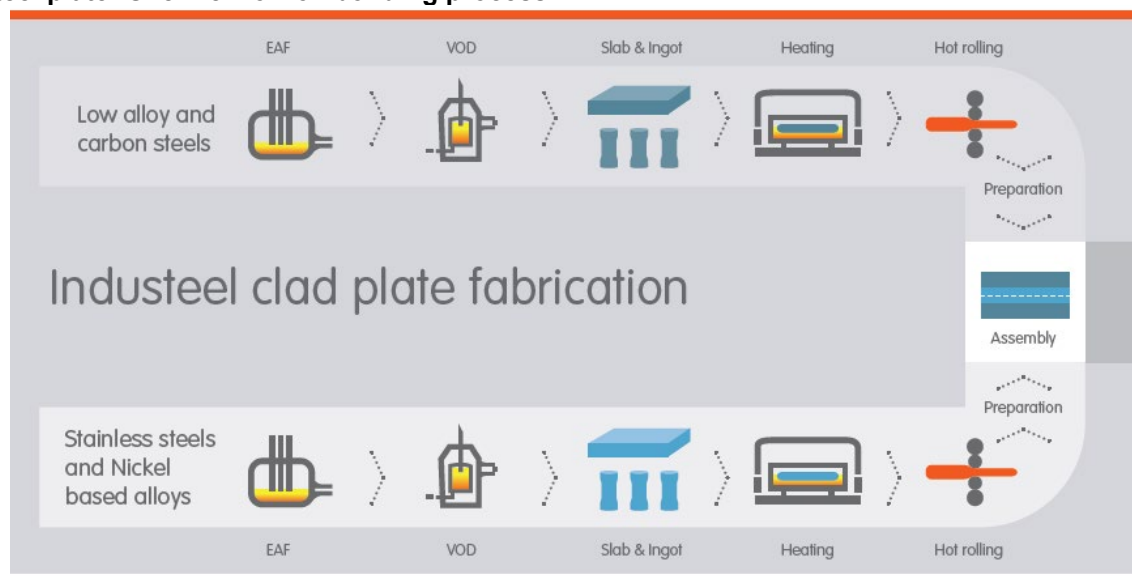 EAF VOD Slab & Ingot Heating Hot rolling
Low alloy and
carbon steels
Preparation
Industeel clad plate fabrication
Assembly
Preparation
Stainless steels
and Nickel
based alloys
EAF VOD Slab & Ingot Heating Hot rolling